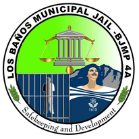 LOS BAÑOS MUNICIPAL JAIL-BJMP 4A
Safekeeping and Development